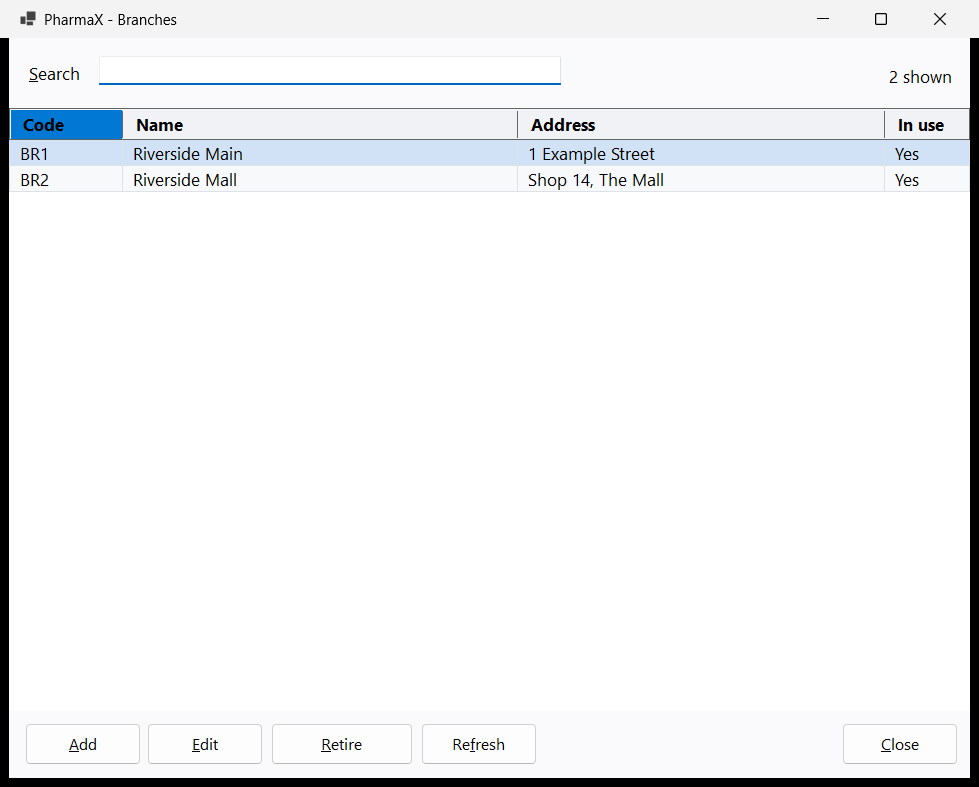 PharmaX - Branches
Search
2 shown
Code Name Address In use
BR1 Riverside Main 1 Example Street Yes
BR2 Riverside Mall Shop 14, The Mall Yes
Add Edit Retire Refresh Close